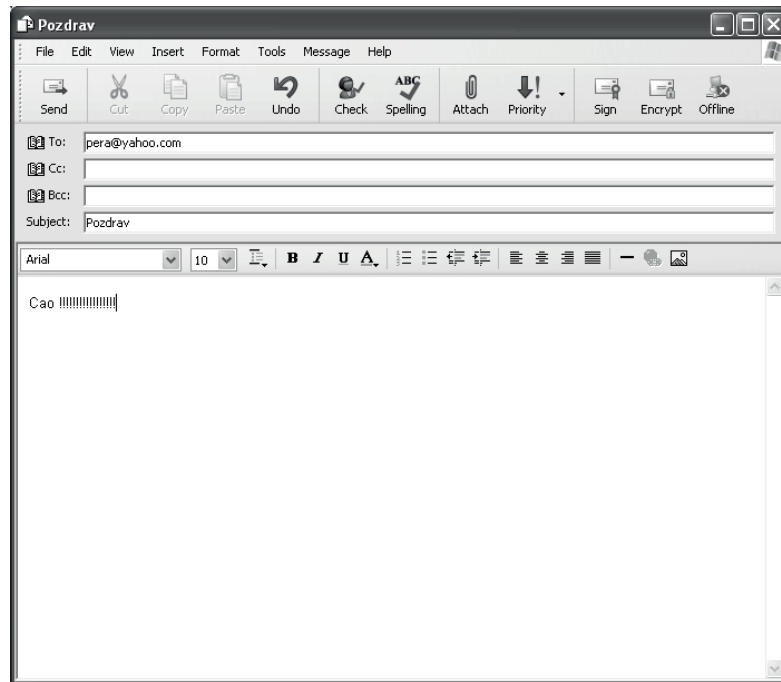 Pozdrav
File Edit View Insert Format Tools Message Help
Send Cut Copy Paste Undo Check ABC Spelling Attach Priority Sign Encrypt Offline
To: pera@yahoo.com
Cc:
Bcc:
Subject: Pozdrav
Arial 10 B I U A
Cao !!!!!!!!!!!!!!!!!